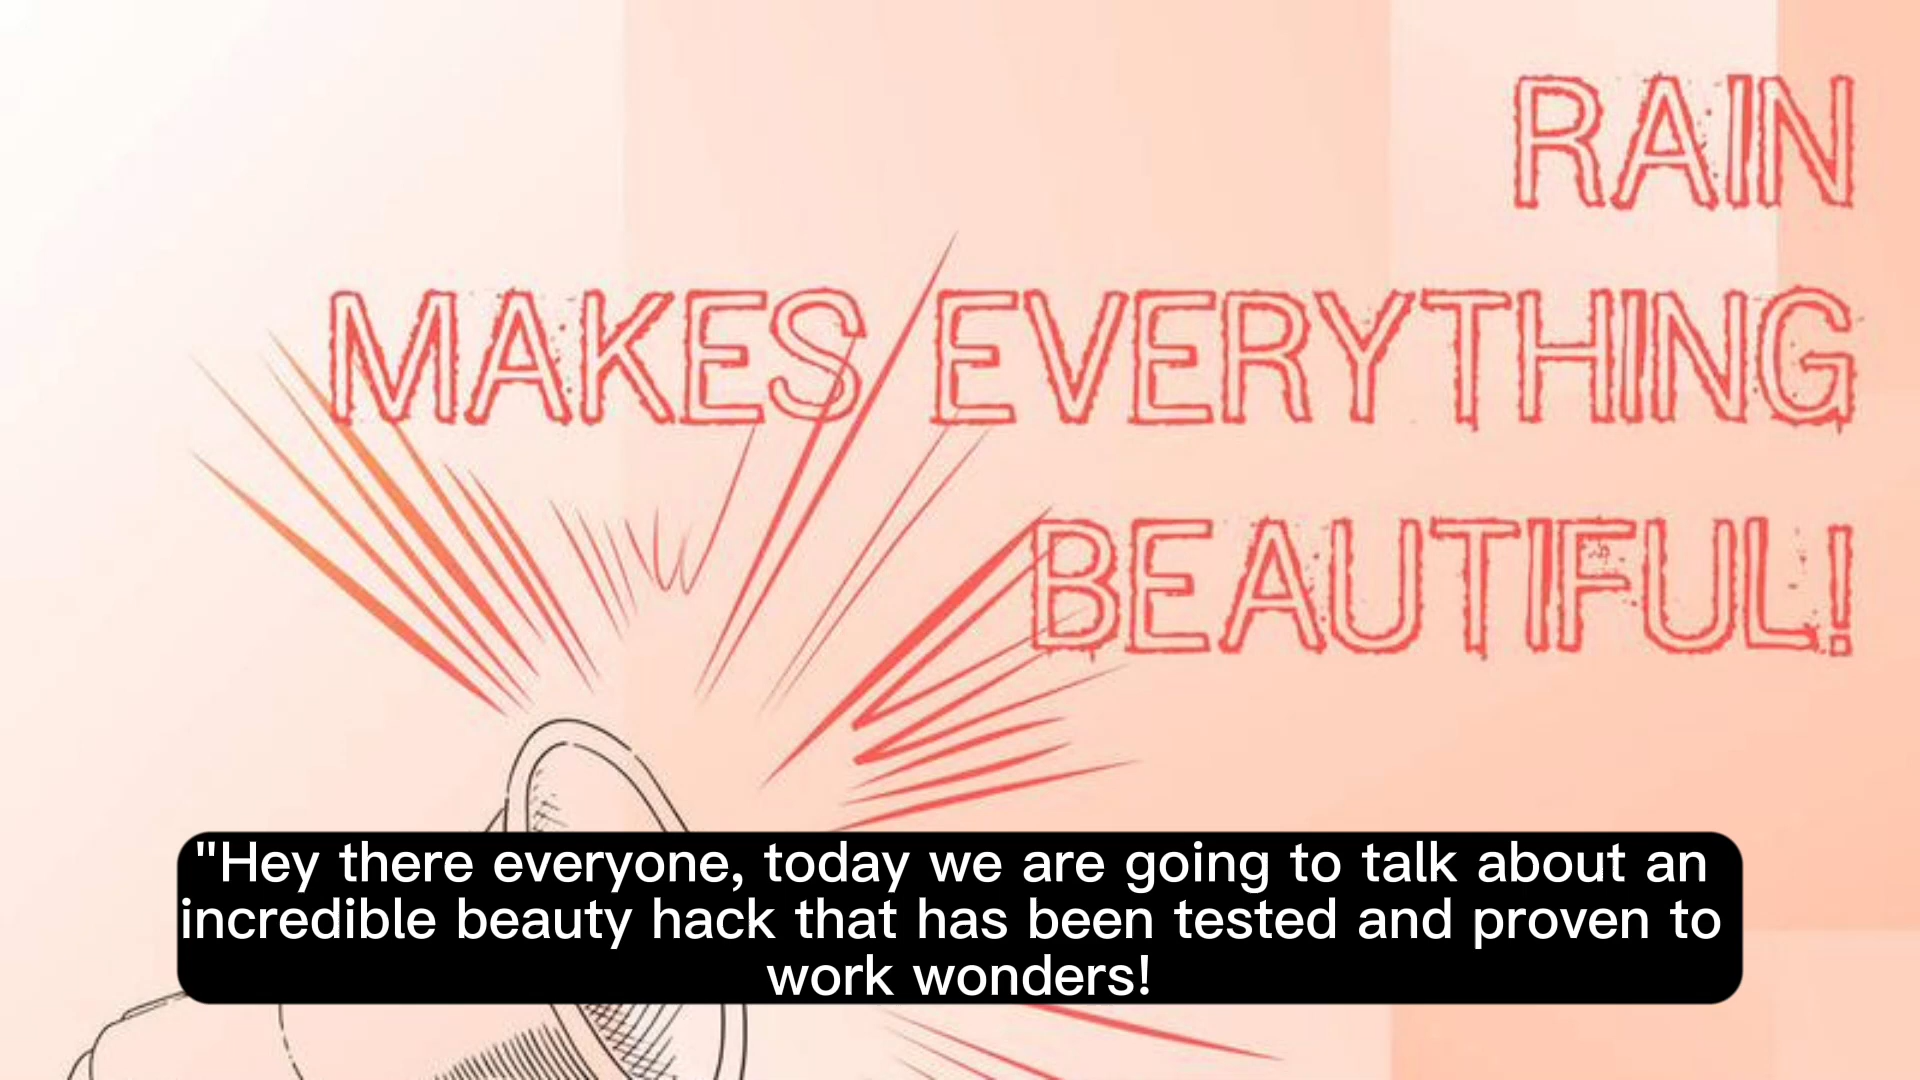 RAIN
MAKES EVERYTHING
BEAUTIFUL!
"Hey there everyone, today we are going to talk about an
incredible beauty hack that has been tested and proven to
work wonders!